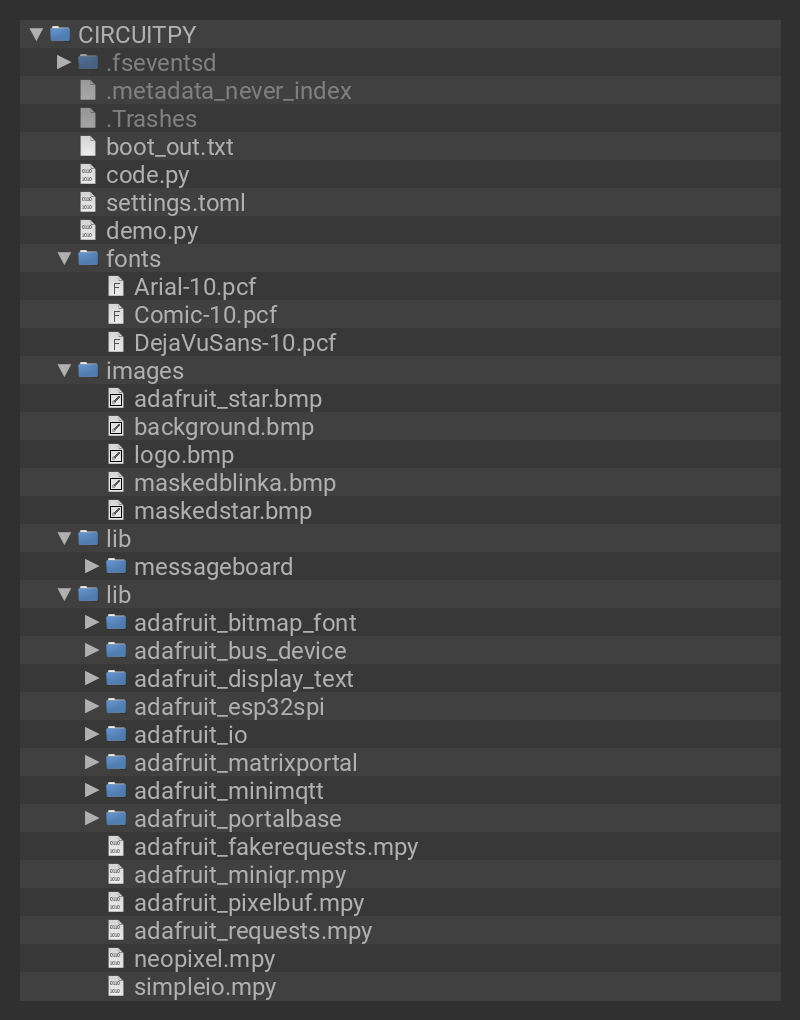 CIRCUITPY
.fseventsd
.metadata_never_index
.Trashes
boot_out.txt
code.py
settings.toml
demo.py
fonts
Arial-10.pcf
Comic-10.pcf
DejaVuSans-10.pcf
images
adafruit_star.bmp
background.bmp
logo.bmp
maskedblinka.bmp
maskedstar.bmp
lib
messageboard
lib
adafruit_bitmap_font
adafruit_bus_device
adafruit_display_text
adafruit_esp32spi
adafruit_io
adafruit_matrixportal
adafruit_minimqtt
adafruit_portalbase
adafruit_fakerequests.mpy
adafruit_miniqr.mpy
adafruit_pixelbuf.mpy
adafruit_requests.mpy
neopixel.mpy
simpleio.mpy